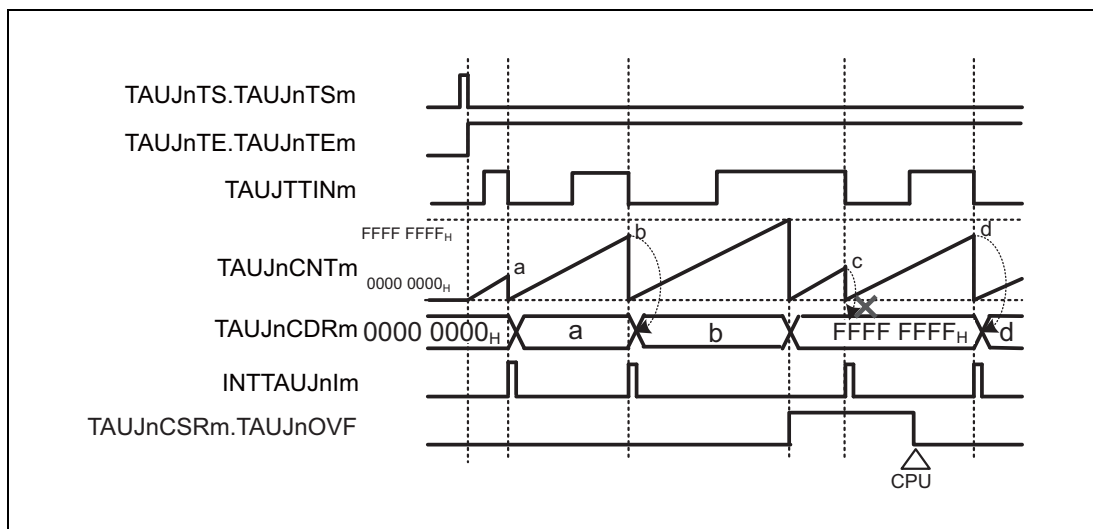 TAUJnTS.TAUJnTSm
TAUJnTE.TAUJnTEm
TAUJTTINm
FFFF FFFFH
b
d
TAUJnCNTm
a
c
0000 0000H
TAUJnCDRm
0000 0000H
a
b
FFFF FFFFH
d
INTTAUJnIm
TAUJnCSRm.TAUJnOVF
CPU